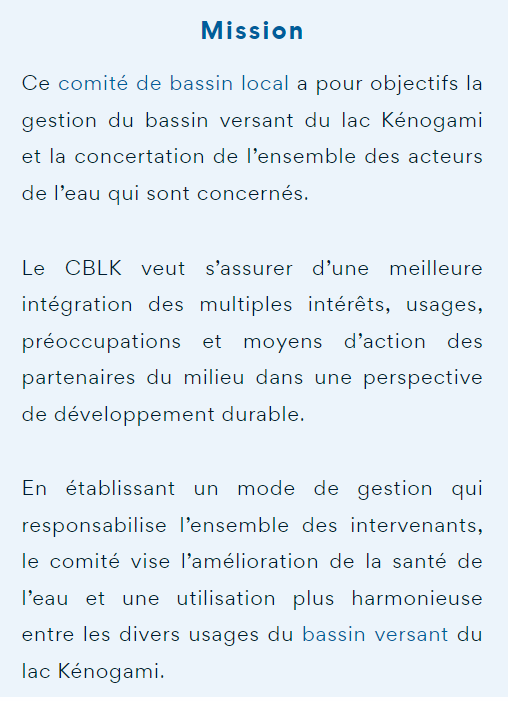 Mission
Ce comité de bassin local a pour objectifs la
gestion du bassin versant du lac Kénogami
et la concertation de l’ensemble des acteurs
de l’eau qui sont concernés.
Le CBLK veut s’assurer d’une meilleure
intégration des multiples intérêts, usages,
préoccupations et moyens d’action des
partenaires du milieu dans une perspective
de développement durable.
En établissant un mode de gestion qui
responsabilise l’ensemble des intervenants,
le comité vise l’amélioration de la santé de
l’eau et une utilisation plus harmonieuse
entre les divers usages du bassin versant du
lac Kénogami.